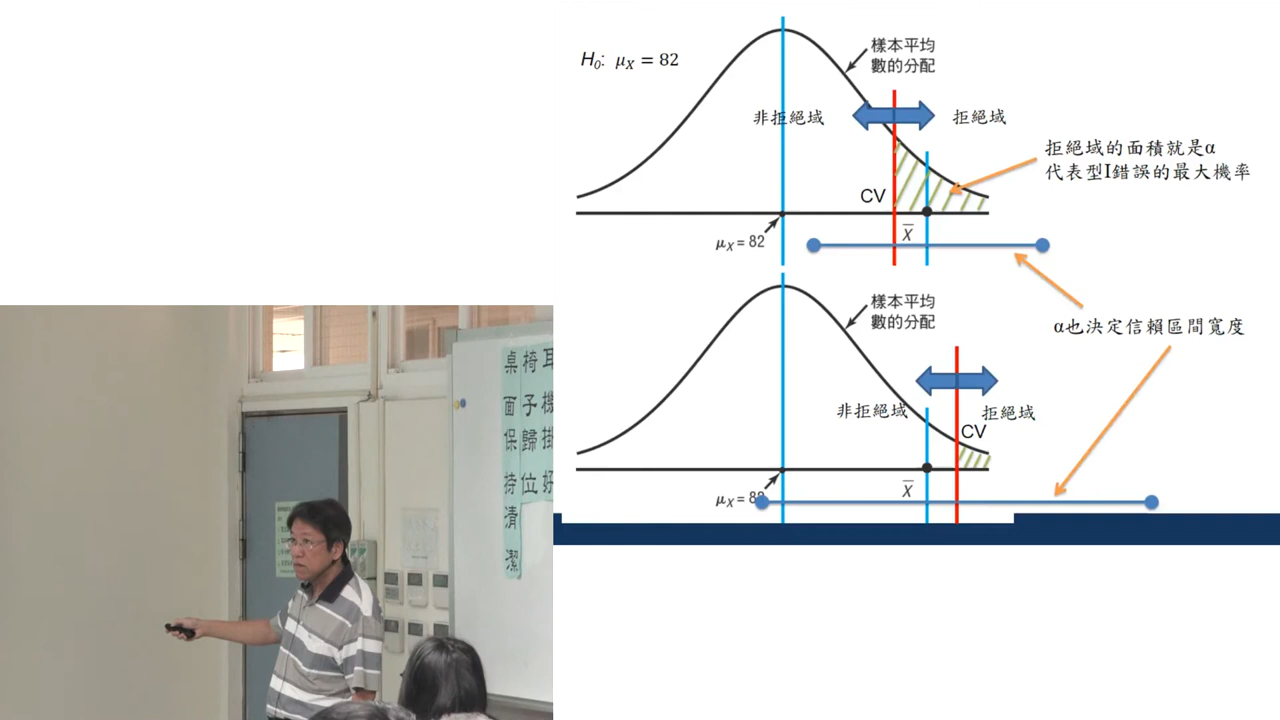 H₀: μX = 82
樣本平均
數的分配
非拒絕域
拒絕域
拒絕域的面積就是α
代表型I錯誤的最大機率
CV
μX = 82
X̄
樣本平均
數的分配
α也決定信賴區間寬度
非拒絕域
拒絕域
CV
μX = 82
X̄
桌面保持清潔
椅子歸位
耳機掛好